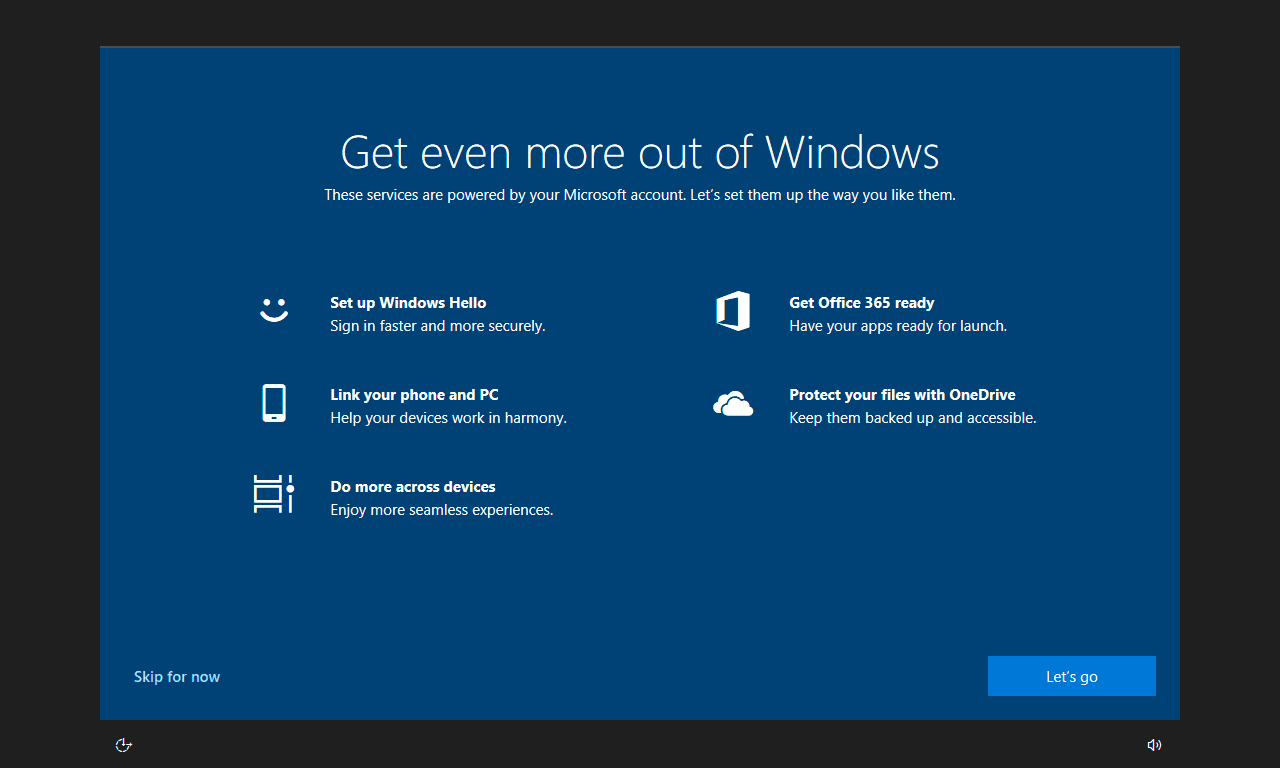 Get even more out of Windows
These services are powered by your Microsoft account. Let's set them up the way you like them.
Set up Windows Hello
Sign in faster and more securely.
Get Office 365 ready
Have your apps ready for launch.
Link your phone and PC
Help your devices work in harmony.
Protect your files with OneDrive
Keep them backed up and accessible.
Do more across devices
Enjoy more seamless experiences.
Skip for now
Let's go